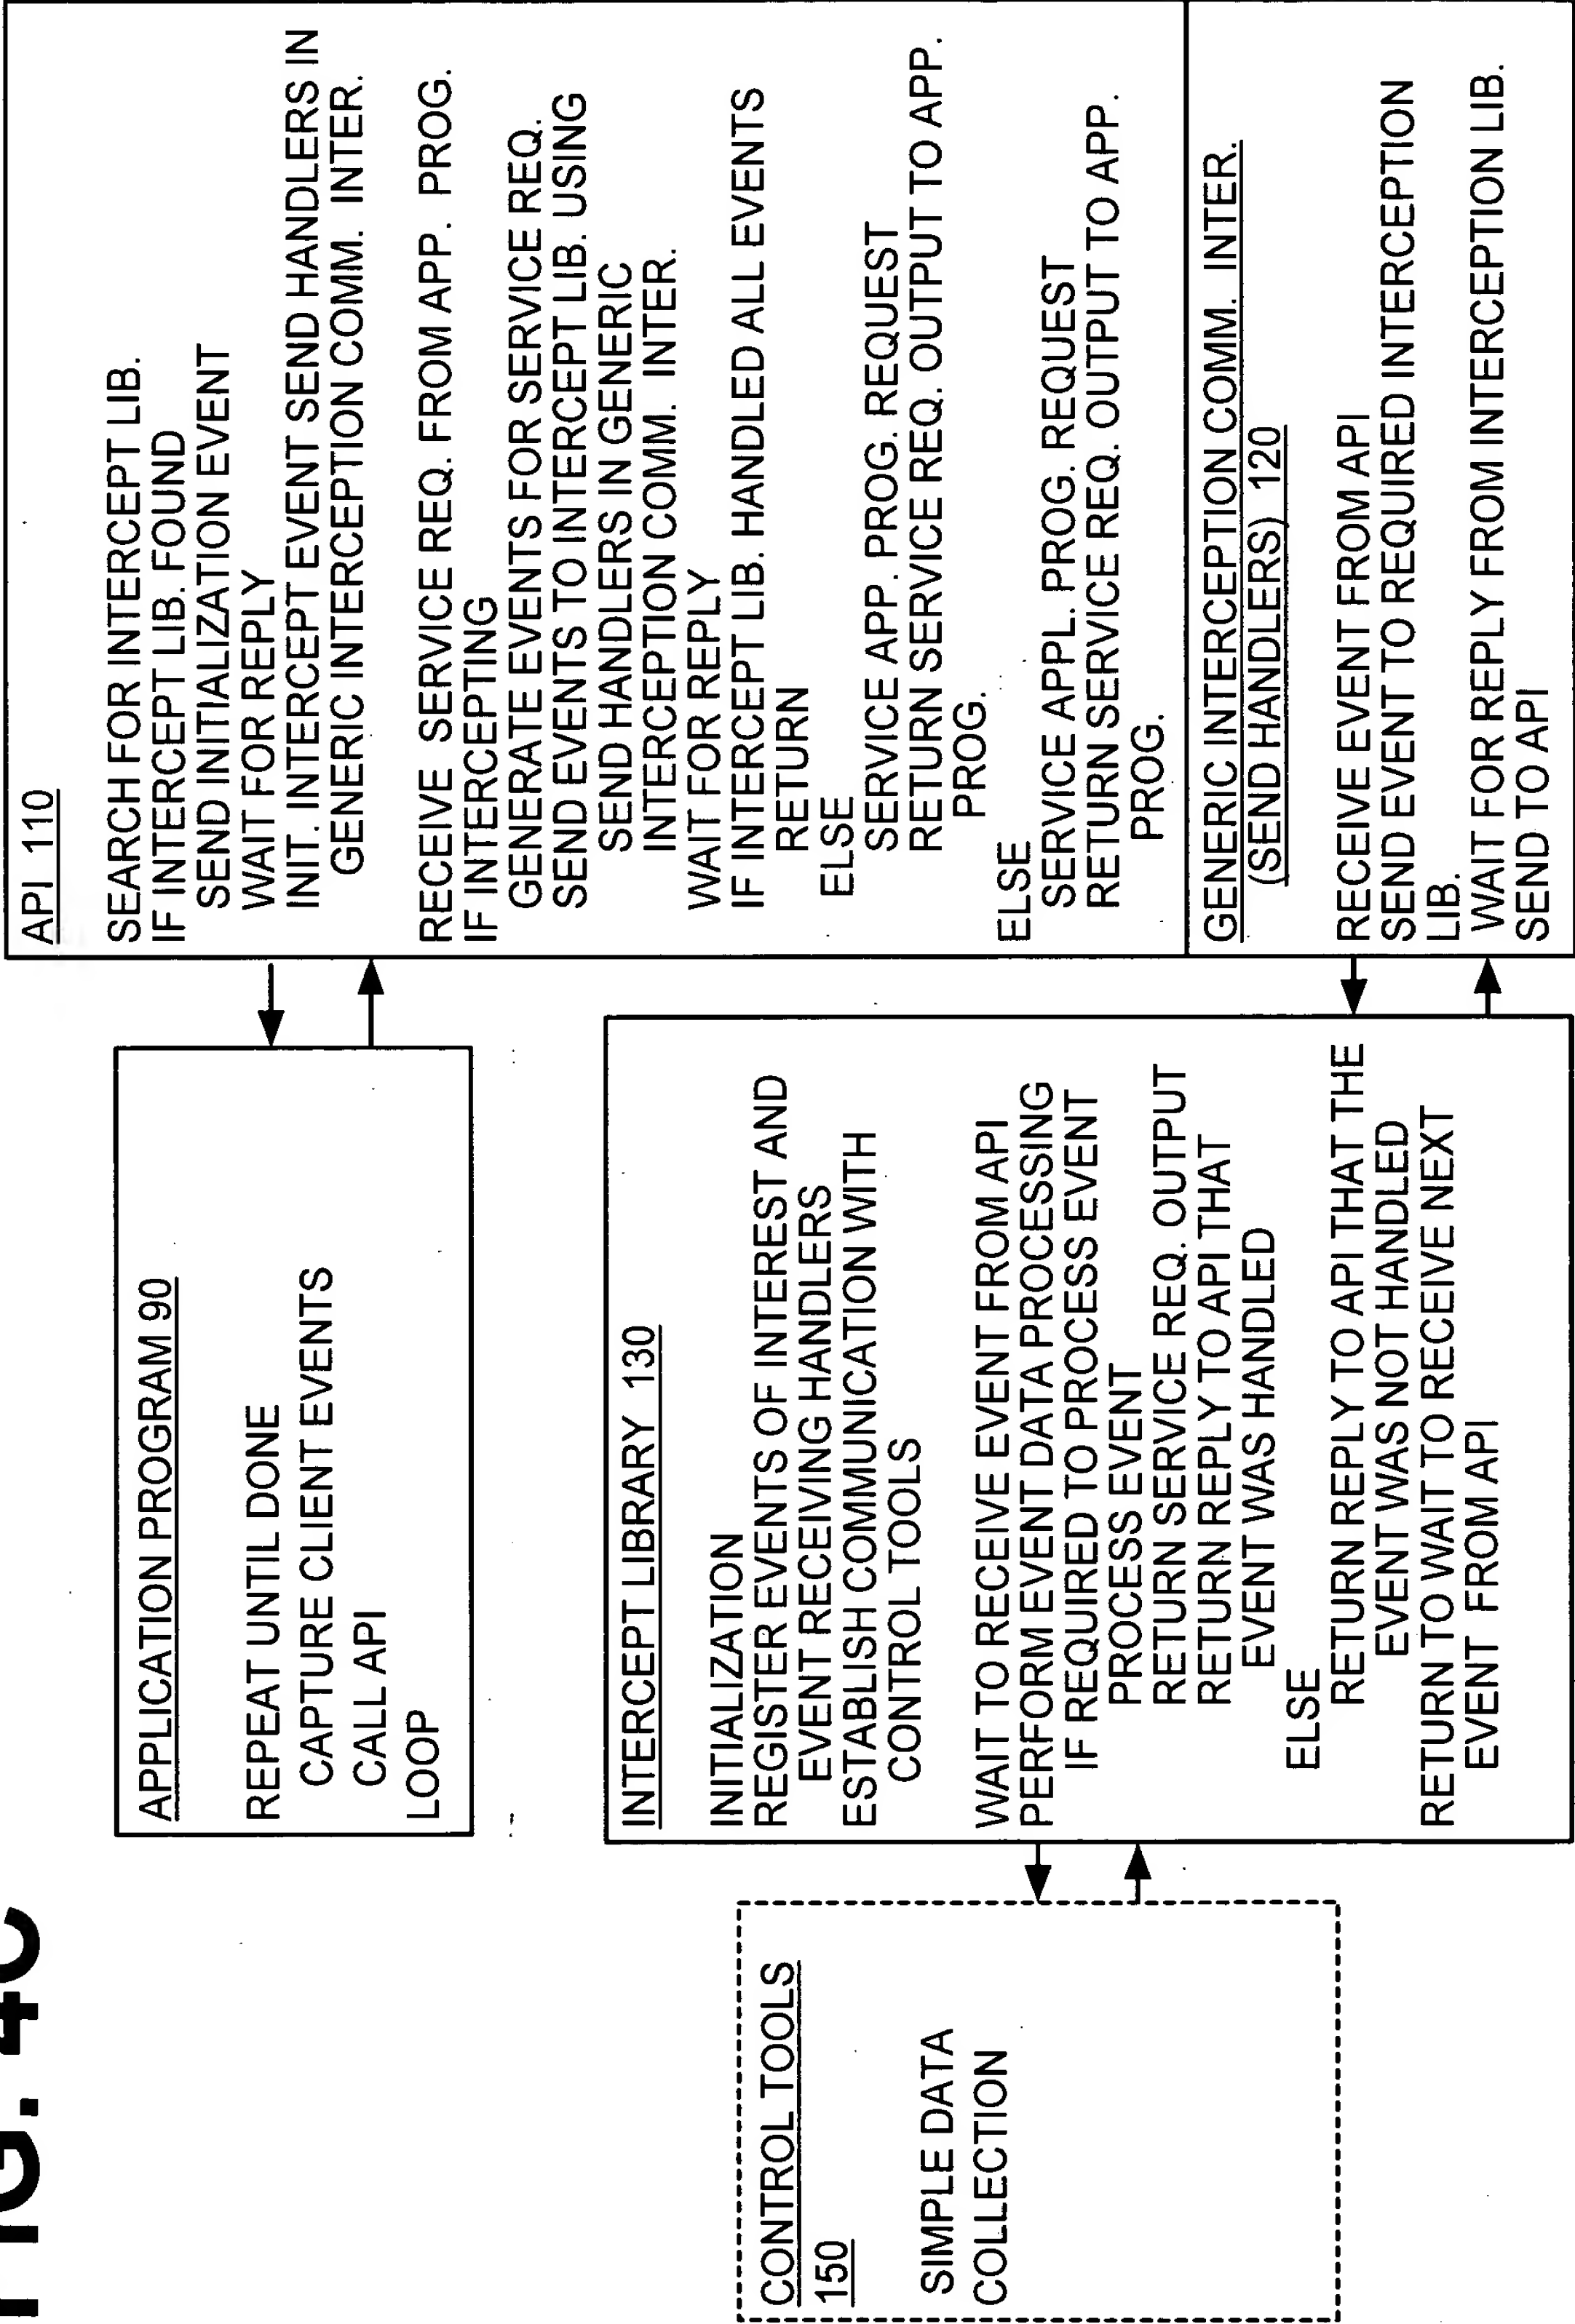 FIG. 4C
APPLICATION PROGRAM 90
REPEAT UNTIL DONE
CAPTURE CLIENT EVENTS
CALL API
LOOP
API 110
SEARCH FOR INTERCEPT LIB.
IF INTERCEPT LIB. FOUND
SEND INITIALIZATION EVENT
WAIT FOR REPLY
INIT. INTERCEPT EVENT SEND HANDLERS IN
GENERIC INTERCEPTION COMM. INTER.
RECEIVE SERVICE REQ. FROM APP. PROG.
IF INTERCEPTING
GENERATE EVENTS FOR SERVICE REQ.
SEND EVENTS TO INTERCEPT LIB. USING
SEND HANDLERS IN GENERIC
INTERCEPTION COMM. INTER.
WAIT FOR REPLY
IF INTERCEPT LIB. HANDLED ALL EVENTS
RETURN
ELSE
SERVICE APP. PROG. REQUEST
RETURN SERVICE REQ. OUTPUT TO APP.
PROG.
ELSE
SERVICE APPL. PROG. REQUEST
RETURN SERVICE REQ. OUTPUT TO APP.
PROG.
GENERIC INTERCEPTION COMM. INTER.
(SEND HANDLERS) 120
RECEIVE EVENT FROM API
SEND EVENT TO REQUIRED INTERCEPTION
LIB.
WAIT FOR REPLY FROM INTERCEPTION LIB.
SEND TO API
INTERCEPT LIBRARY 130
INITIALIZATION
REGISTER EVENTS OF INTEREST AND
EVENT RECEIVING HANDLERS
ESTABLISH COMMUNICATION WITH
CONTROL TOOLS
WAIT TO RECEIVE EVENT FROM API
PERFORM EVENT DATA PROCESSING
IF REQUIRED TO PROCESS EVENT
PROCESS EVENT
RETURN SERVICE REQ. OUTPUT
RETURN REPLY TO API THAT
EVENT WAS HANDLED
ELSE
RETURN REPLY TO API THAT THE
EVENT WAS NOT HANDLED
RETURN TO WAIT TO RECEIVE NEXT
EVENT FROM API
CONTROL TOOLS
150
SIMPLE DATA
COLLECTION